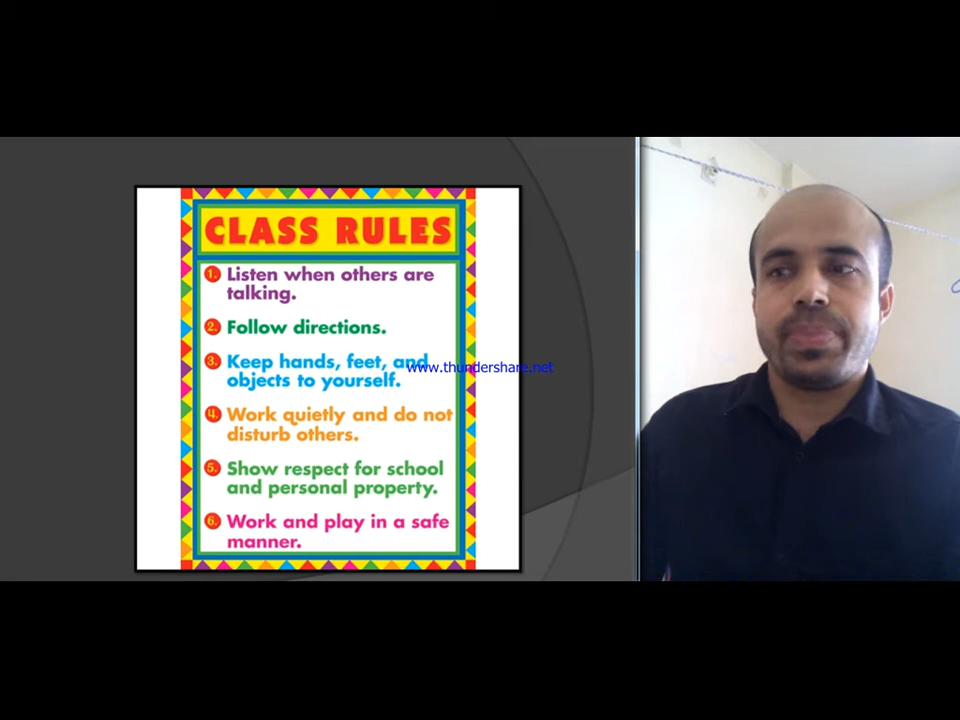 CLASS RULES
1. Listen when others are
talking.
2. Follow directions.
3. Keep hands, feet, and
objects to yourself.
www.thundershare.net
4. Work quietly and do not
disturb others.
5. Show respect for school
and personal property.
6. Work and play in a safe
manner.